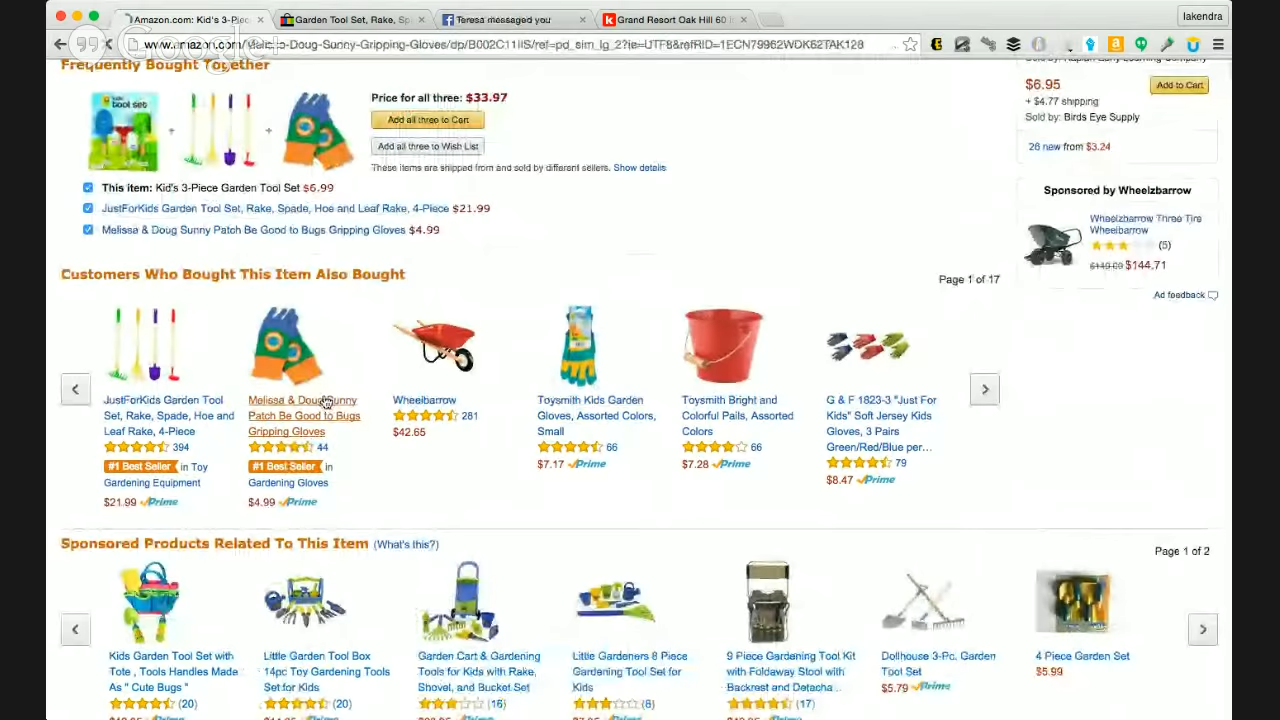 Amazon.com: Kid's 3-Piec
Garden Tool Set, Rake, Sp
Teresa messaged you
Grand Resort Oak Hill 60
lakendra
Google+
Frequently Bought Together
Price for all three: $33.97
Add all three to Cart
Add all three to Wish List
These items are shipped from and sold by different sellers. Show details
This item: Kid's 3-Piece Garden Tool Set $6.99
JustForKids Garden Tool Set, Rake, Spade, Hoe and Leaf Rake, 4-Piece $21.99
Melissa & Doug Sunny Patch Be Good to Bugs Gripping Gloves $4.99
$6.95
Add to Cart
+ $4.77 shipping
Sold by: Birds Eye Supply
26 new from $3.24
Sponsored by Wheelzbarrow
Wheelzbarrow Three Tire
Wheelbarrow
(5)
$149.00 $144.71
Ad feedback
Customers Who Bought This Item Also Bought
Page 1 of 17
JustForKids Garden Tool
Set, Rake, Spade, Hoe and
Leaf Rake, 4-Piece
394
#1 Best Seller in Toy
Gardening Equipment
$21.99 Prime
Melissa & Doug Sunny
Patch Be Good to Bugs
Gripping Gloves
44
#1 Best Seller in
Gardening Gloves
$4.99 Prime
Wheelbarrow
281
$42.65
Toysmith Kids Garden
Gloves, Assorted Colors,
Small
66
$7.17 Prime
Toysmith Bright and
Colorful Pails, Assorted
Colors
66
$7.28 Prime
G & F 1823-3 "Just For
Kids" Soft Jersey Kids
Gloves, 3 Pairs
Green/Red/Blue per...
79
$8.47 Prime
Sponsored Products Related To This Item (What's this?)
Page 1 of 2
Kids Garden Tool Set with
Tote , Tools Handles Made
As " Cute Bugs "
(20)
Little Garden Tool Box
14pc Toy Gardening Tools
Set for Kids
(20)
Garden Cart & Gardening
Tools for Kids with Rake,
Shovel, and Bucket Set
(16)
Little Gardeners 8 Piece
Gardening Tool Set for
Kids
(8)
9 Piece Gardening Tool Kit
with Foldaway Stool with
Backrest and Detacha...
(17)
Dollhouse 3-Pc. Garden
Tool Set
$5.79 Prime
4 Piece Garden Set
$5.99